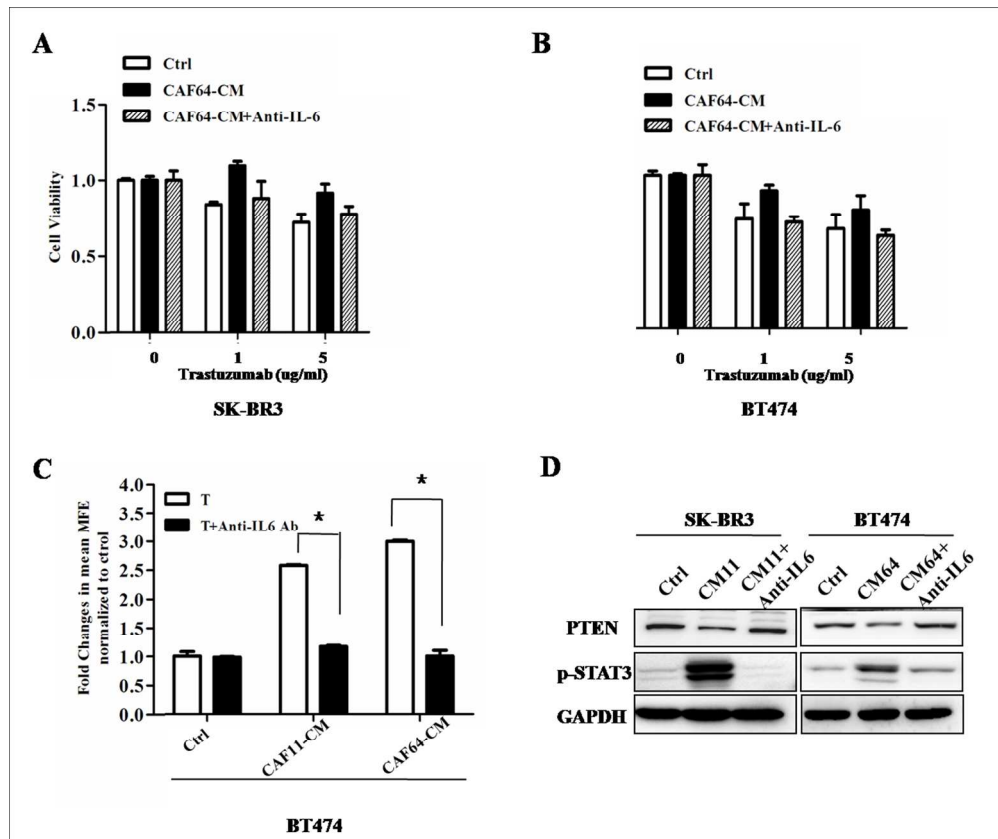 A
Ctrl
CAF64-CM
CAF64-CM+Anti-IL-6
Cell Viability
1.5
1.0
0.5
0.0
0 1 5
Trastuzumab (ug/ml)
SK-BR3
B
Ctrl
CAF64-CM
CAF64-CM+Anti-IL-6
0 1 5
Trastuzumab (ug/ml)
BT474
C
Fold Changes in mean MFE
normalized to ctrol
4.0
3.5
3.0
2.5
2.0
1.5
1.0
0.5
0.0
T
T+Anti-IL6 Ab
* *
Ctrl CAF11-CM CAF64-CM
BT474
D
SK-BR3 BT474
Ctrl CM11 CM11+ Anti-IL6 Ctrl CM64 CM64+ Anti-IL6
PTEN
p-STAT3
GAPDH